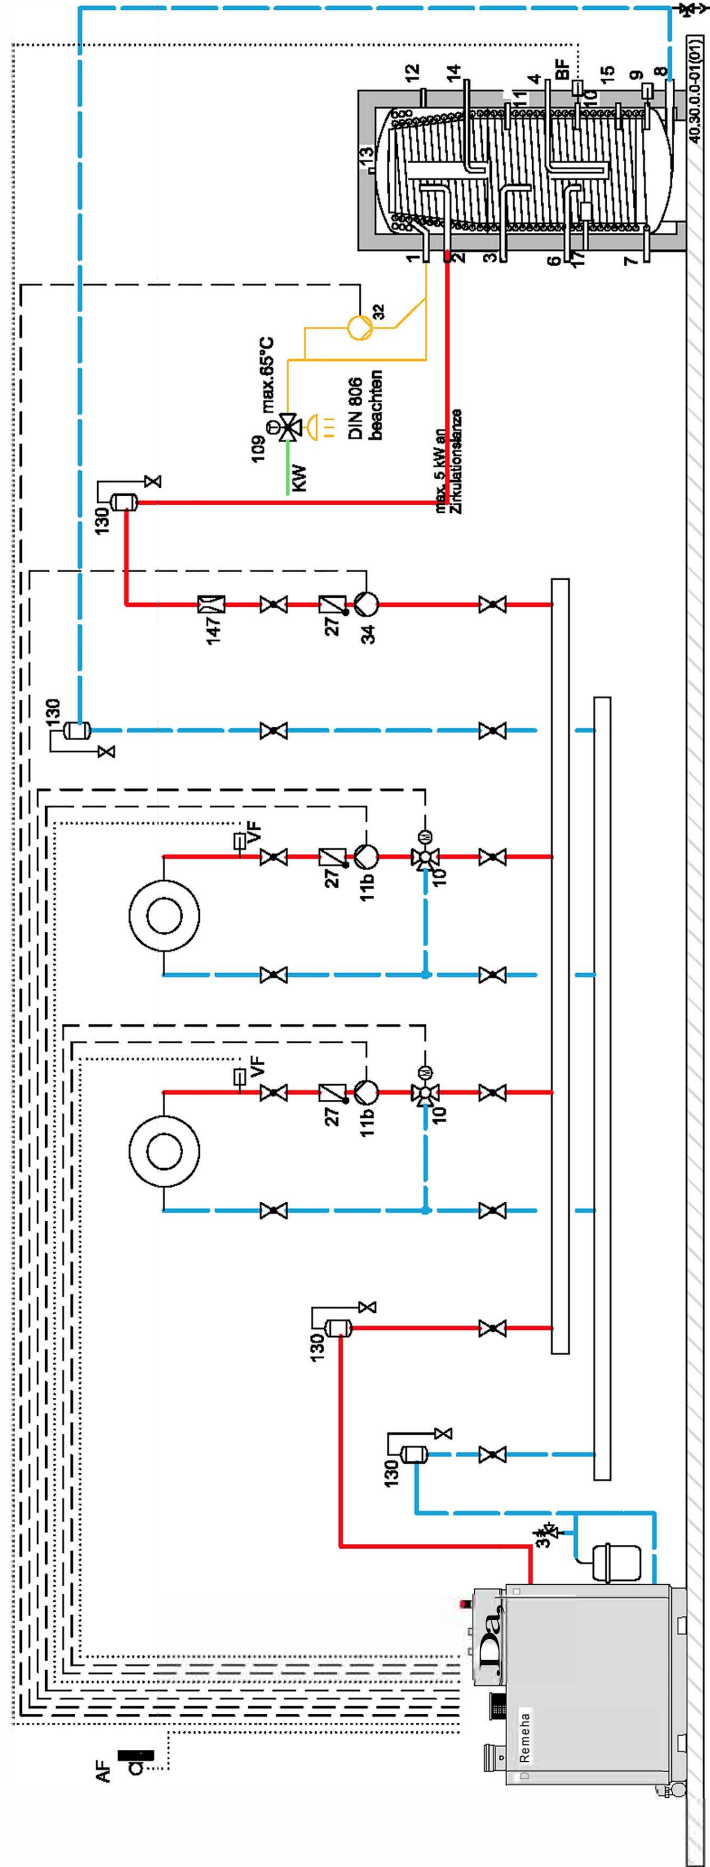 AF
D Remeha
.Da,
3
130
130
VF
27
11b
10
VF
27
11b
10
130
130
147
27
34
109
max.65°C
KW
DIN 806
beachten
32
max. 5 kW an
Zirkulationslanze
13
12
14
11
4
BF
10
15
9
8
1
2
3
6
17
7
40.30.0.0-01(01)
M
M